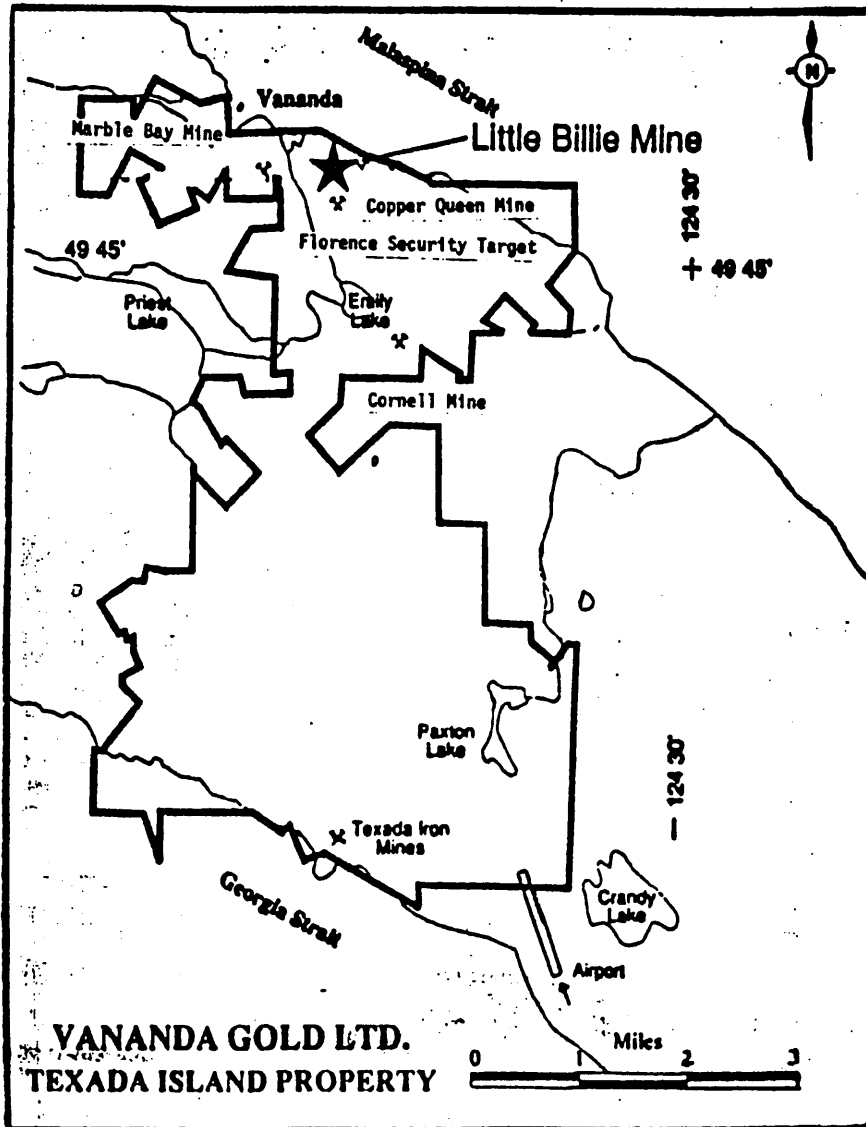 Malaspina Strait
N
Vananda
Marble Bay Mine
Little Billie Mine
Copper Queen Mine
124 30'
49 45'
Florence Security Target
+ 49 45'
Priest
Lake
Emily
Lake
Cornell Mine
Paxton
Lake
124 30'
Texada Iron
Mines
Georgia Strait
Crandy
Lake
Airport
VANANDA GOLD LTD.
TEXADA ISLAND PROPERTY
Miles
0 1 2 3